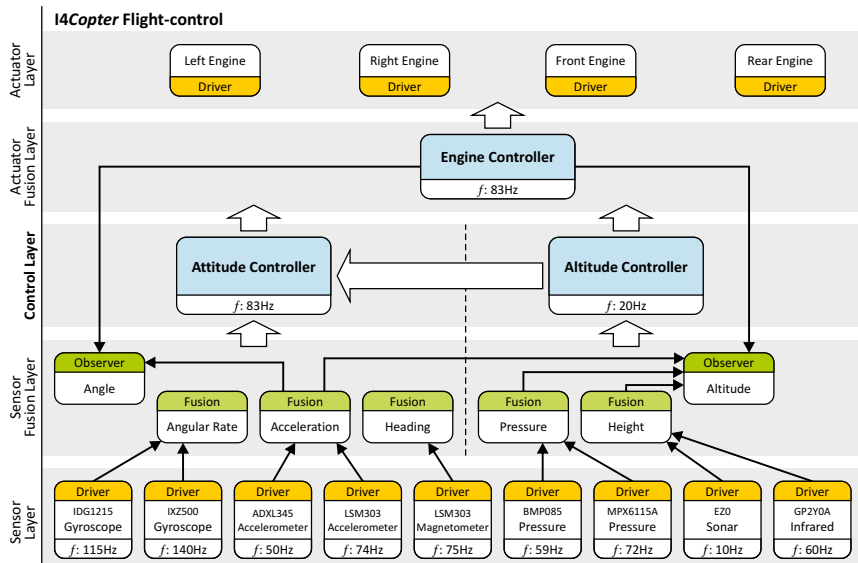 I4Copter Flight-control
Actuator
Layer
Left Engine
Driver
Right Engine
Driver
Front Engine
Driver
Rear Engine
Driver
Actuator
Fusion Layer
Engine Controller
f: 83Hz
Control Layer
Attitude Controller
f: 83Hz
Altitude Controller
f: 20Hz
Sensor
Fusion Layer
Observer
Angle
Observer
Altitude
Fusion
Angular Rate
Fusion
Acceleration
Fusion
Heading
Fusion
Pressure
Fusion
Height
Sensor
Layer
Driver
IDG1215
Gyroscope
f: 115Hz
Driver
IXZ500
Gyroscope
f: 140Hz
Driver
ADXL345
Accelerometer
f: 50Hz
Driver
LSM303
Accelerometer
f: 74Hz
Driver
LSM303
Magnetometer
f: 75Hz
Driver
BMP085
Pressure
f: 59Hz
Driver
MPX6115A
Pressure
f: 72Hz
Driver
EZ0
Sonar
f: 10Hz
Driver
GP2Y0A
Infrared
f: 60Hz